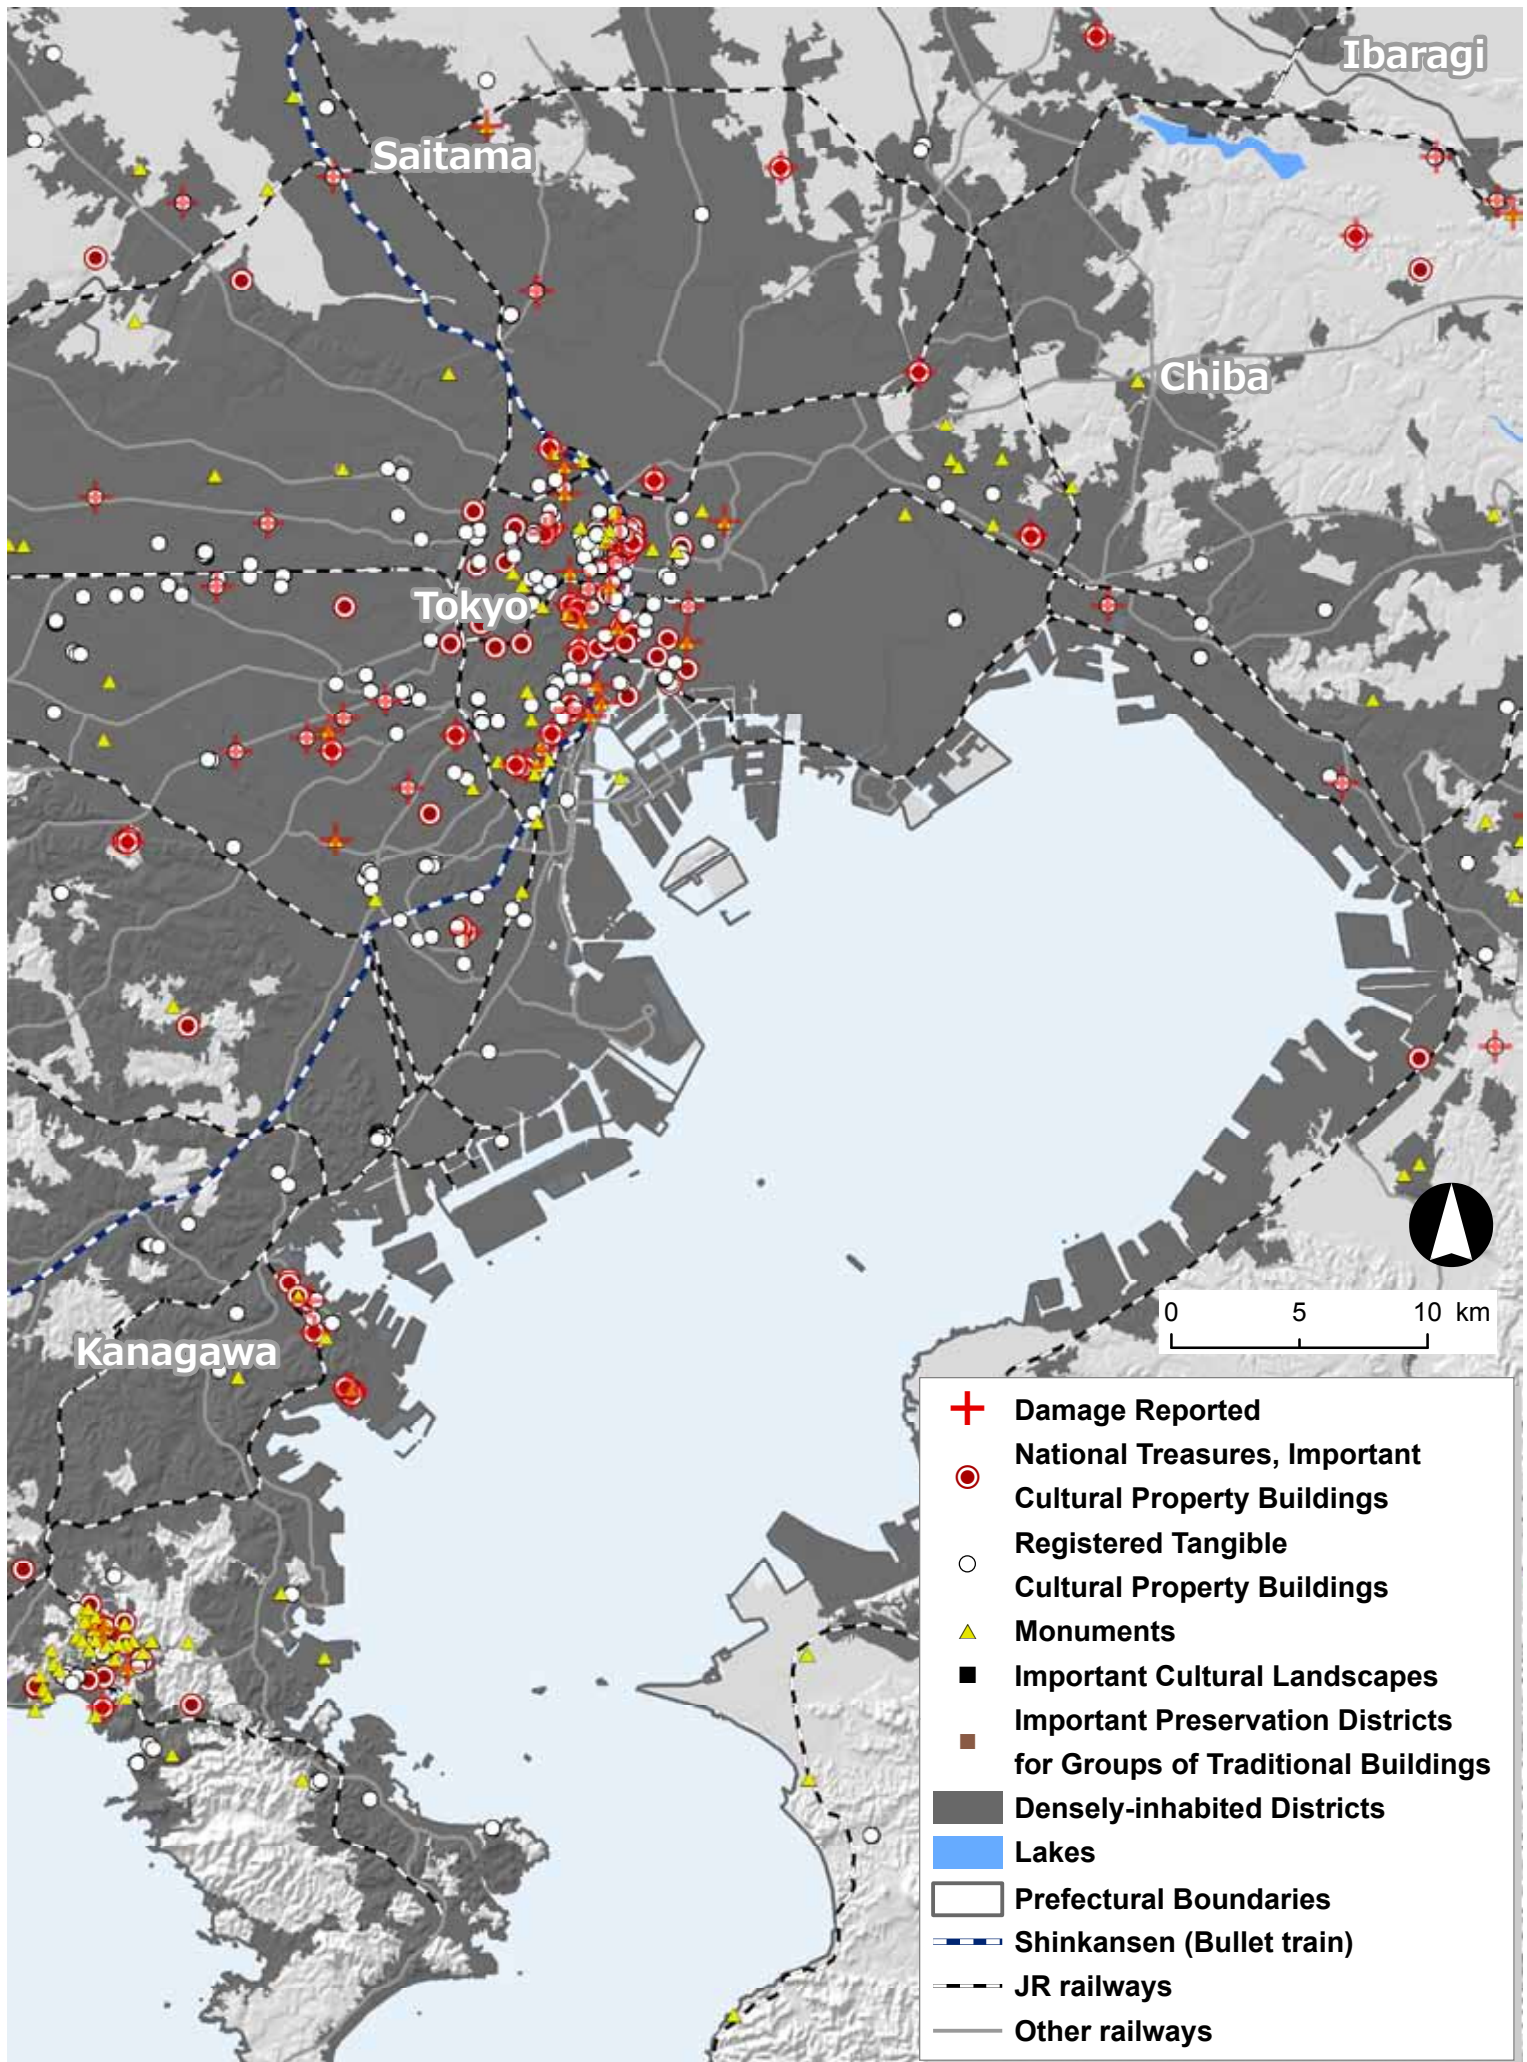 Ibaragi
Saitama
Chiba
Tokyo
0 5 10 km
Kanagawa
Damage Reported
National Treasures, Important
Cultural Property Buildings
Registered Tangible
Cultural Property Buildings
Monuments
Important Cultural Landscapes
Important Preservation Districts
for Groups of Traditional Buildings
Densely-inhabited Districts
Lakes
Prefectural Boundaries
Shinkansen (Bullet train)
JR railways
Other railways